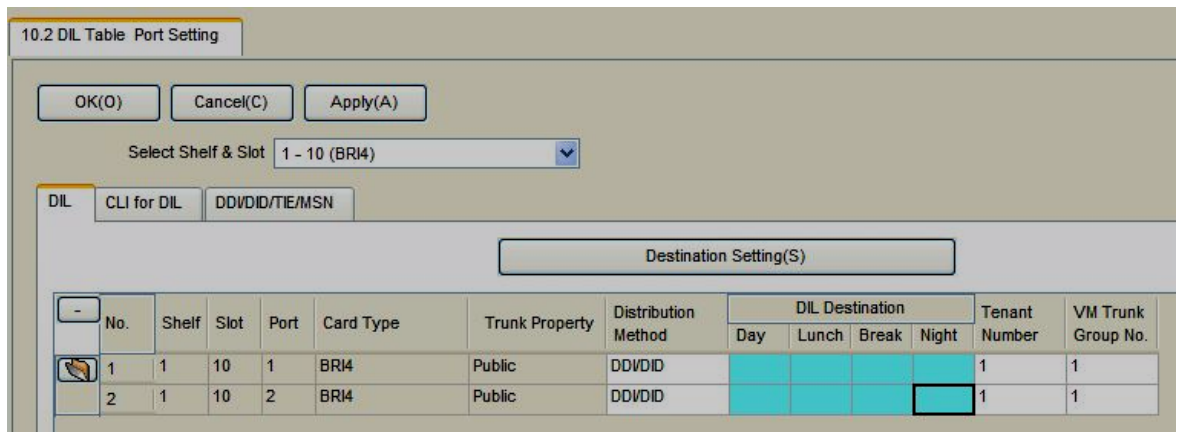 10.2 DIL Table Port Setting
OK(O) Cancel(C) Apply(A)
Select Shelf & Slot 1 - 10 (BRI4)
DIL CLI for DIL DDI/DID/TIE/MSN
Destination Setting(S)
- No. Shelf Slot Port Card Type Trunk Property Distribution Method DIL Destination Tenant Number VM Trunk Group No.
Day Lunch Break Night
1 1 10 1 BRI4 Public DDI/DID 1 1
2 1 10 2 BRI4 Public DDI/DID 1 1